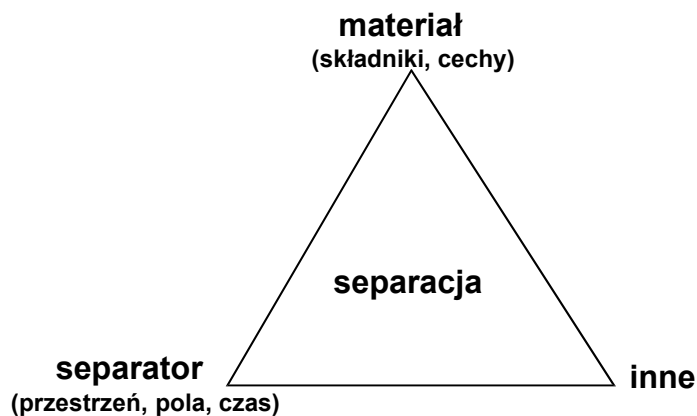 materiał
(składniki, cechy)
separacja
separator
(przestrzeń, pola, czas)
inne